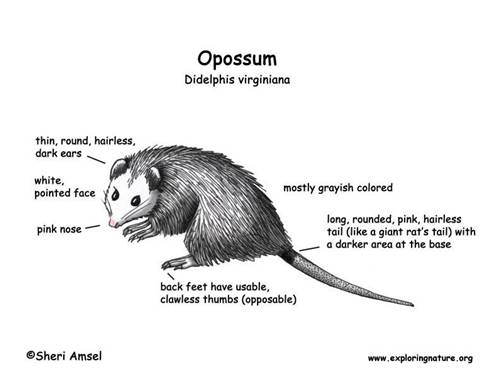 Opossum
Didelphis virginiana
thin, round, hairless,
dark ears
white,
pointed face
mostly grayish colored
pink nose
long, rounded, pink, hairless
tail (like a giant rat's tail) with
a darker area at the base
back feet have usable,
clawless thumbs (opposable)
©Sheri Amsel
www.exploringnature.org